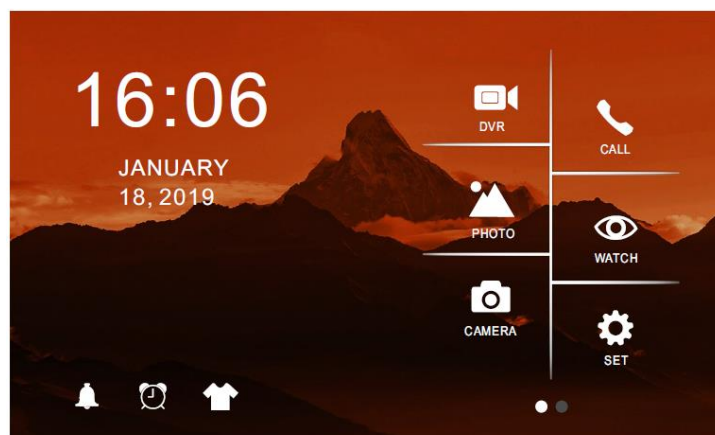 16:06
JANUARY
18, 2019
DVR
CALL
PHOTO
WATCH
CAMERA
SET